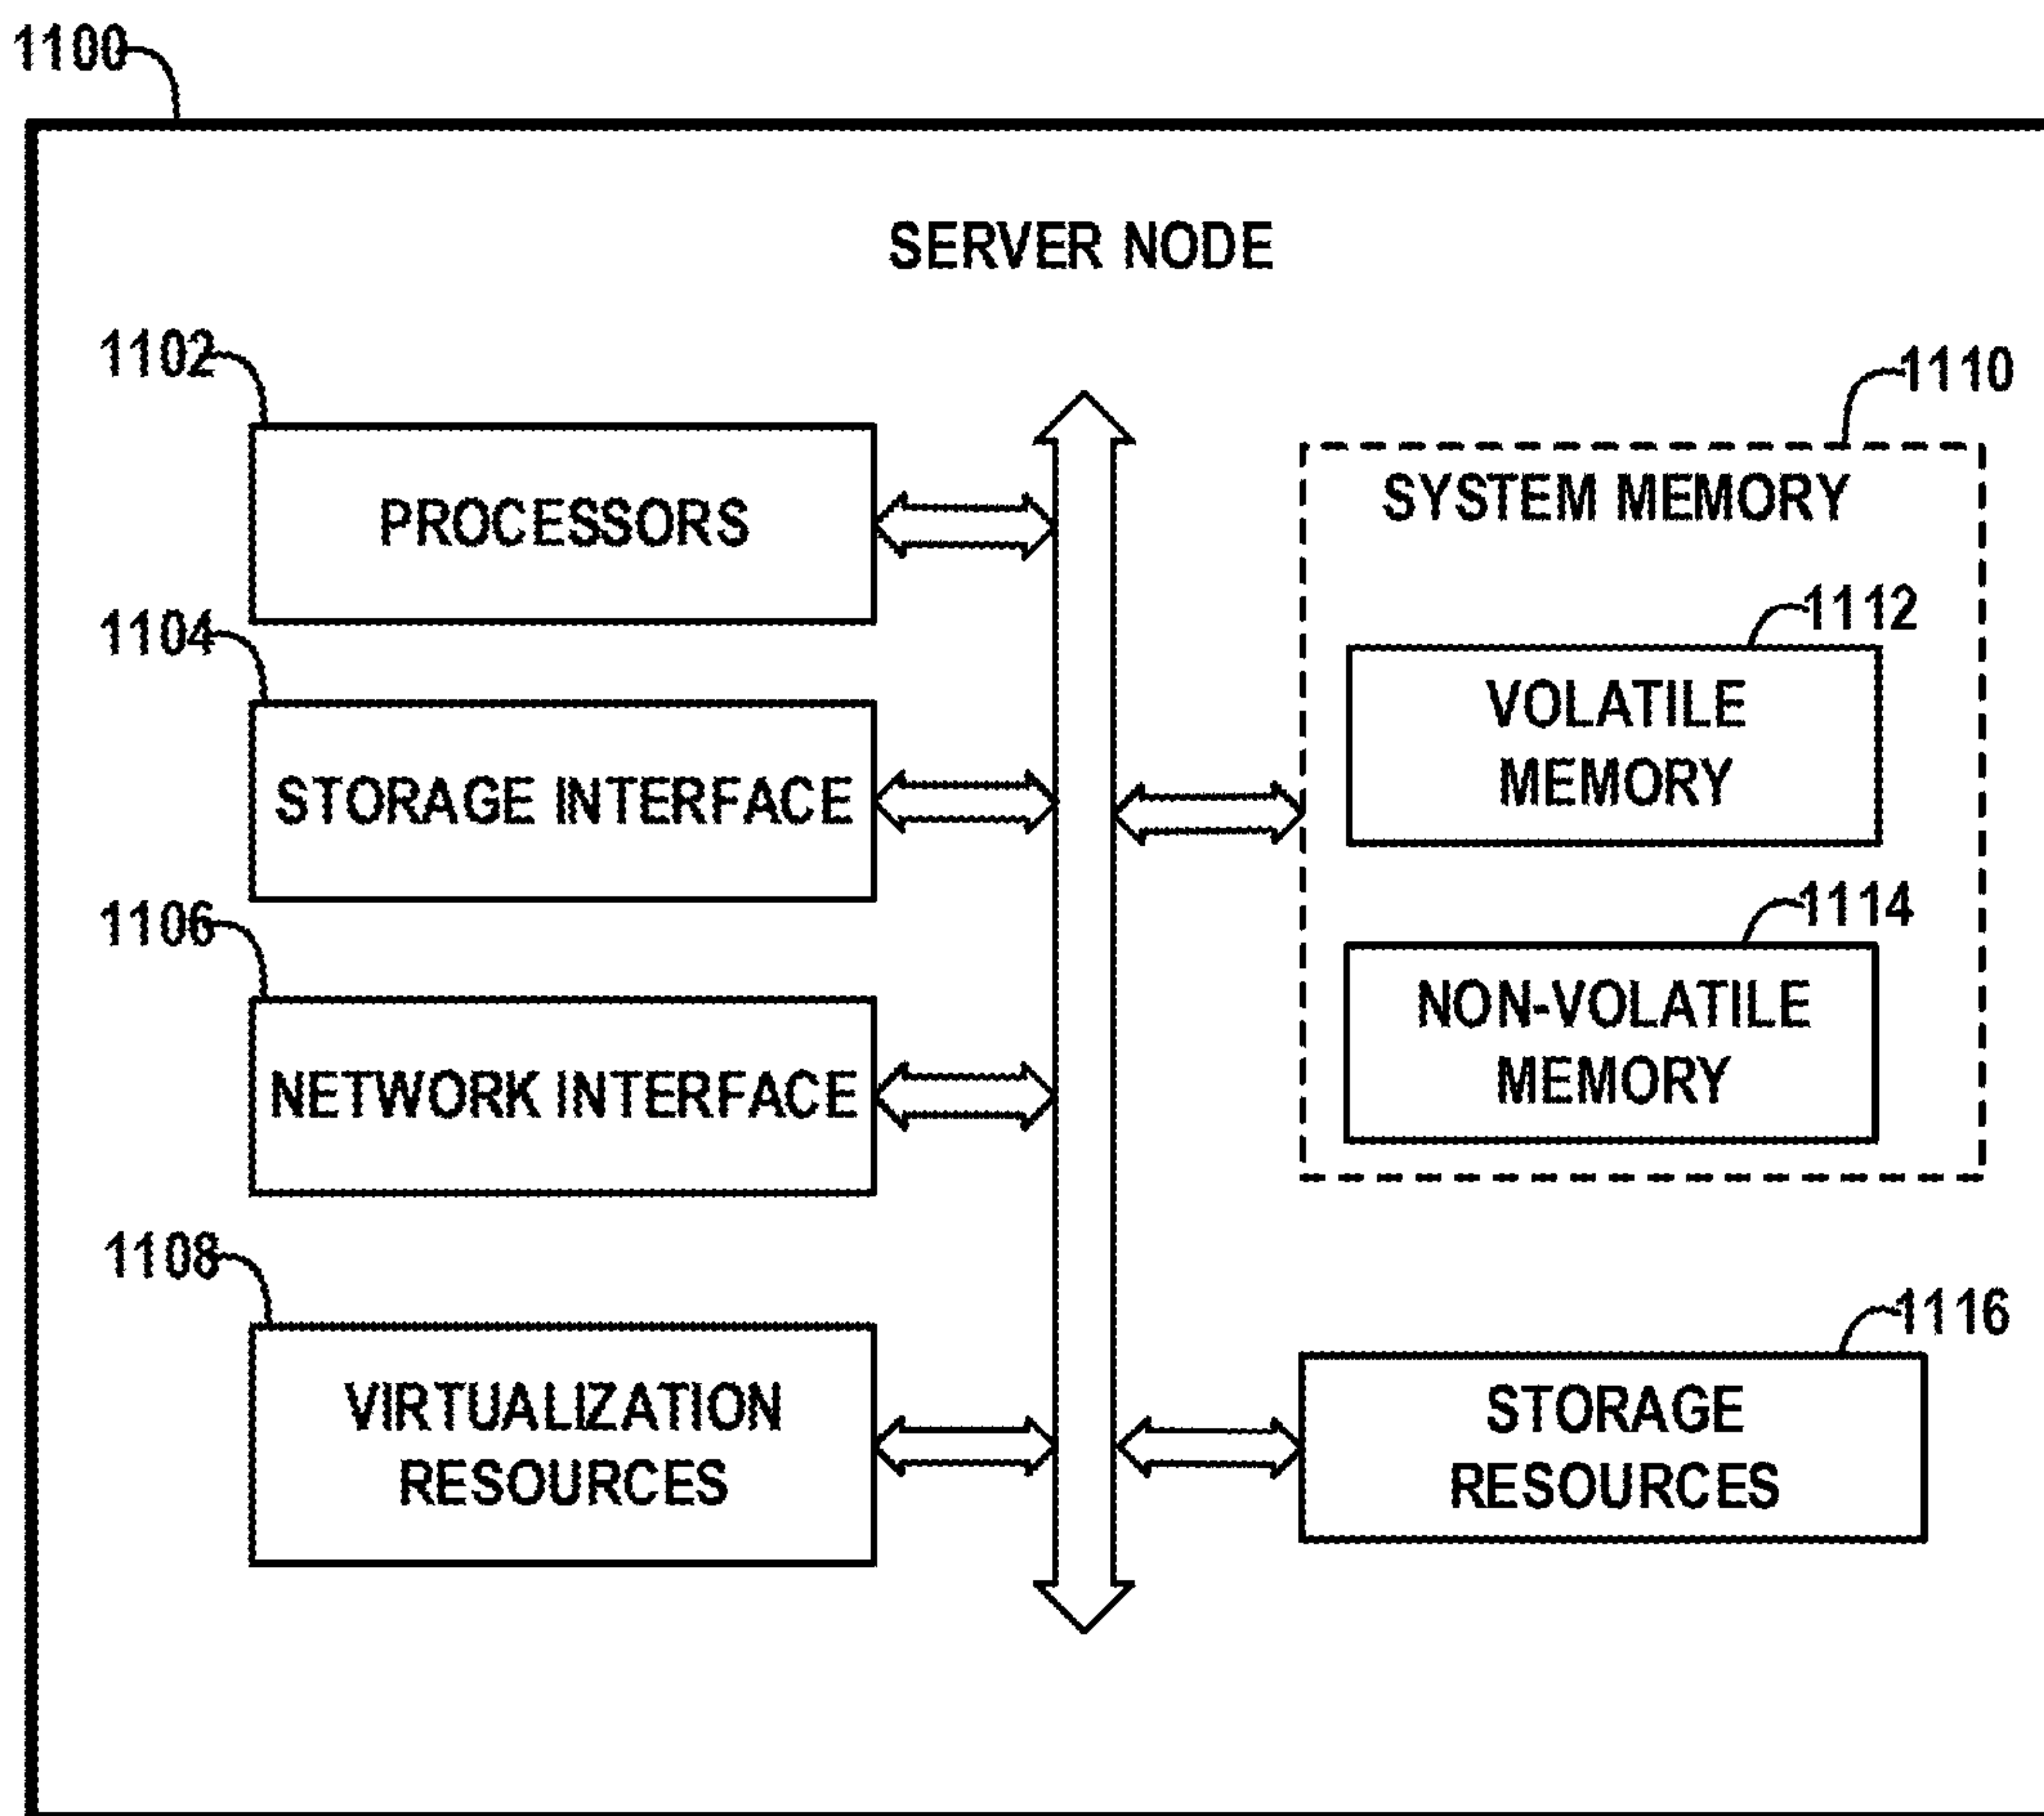 1100
SERVER NODE
1102
PROCESSORS
1104
STORAGE INTERFACE
1106
NETWORK INTERFACE
1108
VIRTUALIZATION
RESOURCES
1110
SYSTEM MEMORY
1112
VOLATILE
MEMORY
1114
NON-VOLATILE
MEMORY
1116
STORAGE
RESOURCES